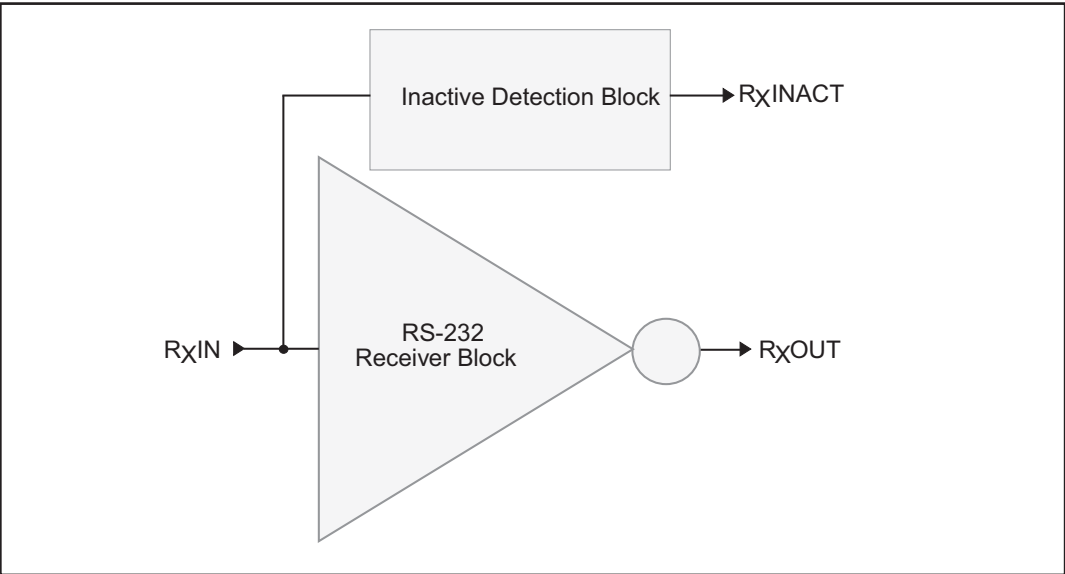 Inactive Detection Block
RXINACT
RS-232
Receiver Block
RXIN
RXOUT